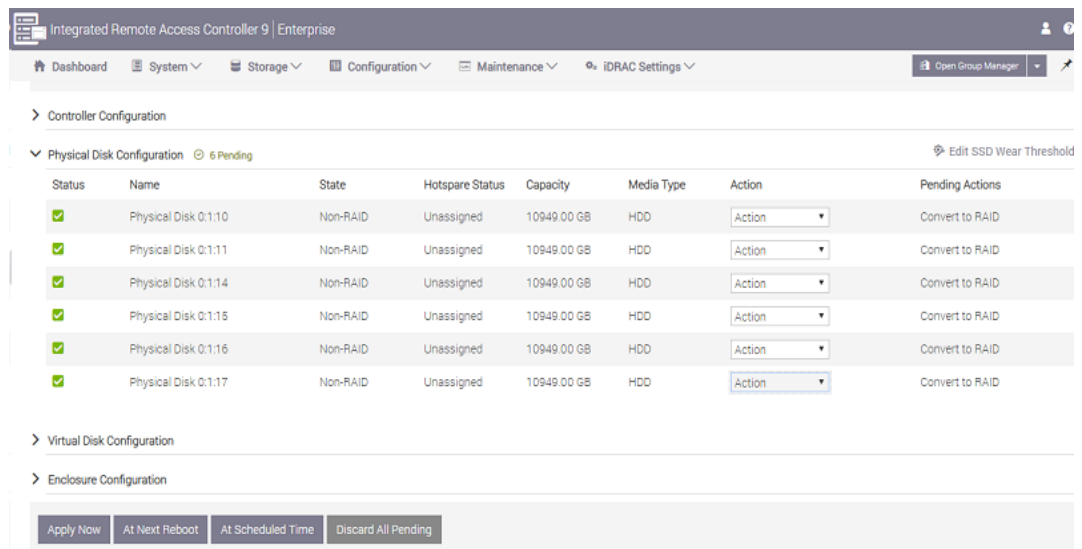 Integrated Remote Access Controller 9 | Enterprise
Dashboard System Storage Configuration Maintenance iDRAC Settings Open Group Manager
Controller Configuration
Physical Disk Configuration 6 Pending Edit SSD Wear Threshold
Status Name State Hotspare Status Capacity Media Type Action Pending Actions
Physical Disk 0:1:10 Non-RAID Unassigned 10949.00 GB HDD Action Convert to RAID
Physical Disk 0:1:11 Non-RAID Unassigned 10949.00 GB HDD Action Convert to RAID
Physical Disk 0:1:14 Non-RAID Unassigned 10949.00 GB HDD Action Convert to RAID
Physical Disk 0:1:15 Non-RAID Unassigned 10949.00 GB HDD Action Convert to RAID
Physical Disk 0:1:16 Non-RAID Unassigned 10949.00 GB HDD Action Convert to RAID
Physical Disk 0:1:17 Non-RAID Unassigned 10949.00 GB HDD Action Convert to RAID
Virtual Disk Configuration
Enclosure Configuration
Apply Now At Next Reboot At Scheduled Time Discard All Pending